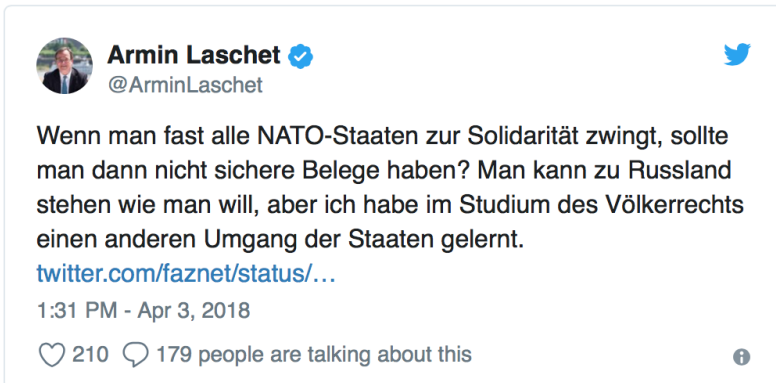 Armin Laschet
@ArminLaschet
Wenn man fast alle NATO-Staaten zur Solidarität zwingt, sollte
man dann nicht sichere Belege haben? Man kann zu Russland
stehen wie man will, aber ich habe im Studium des Völkerrechts
einen anderen Umgang der Staaten gelernt.
twitter.com/faznet/status/…
1:31 PM - Apr 3, 2018
210 179 people are talking about this